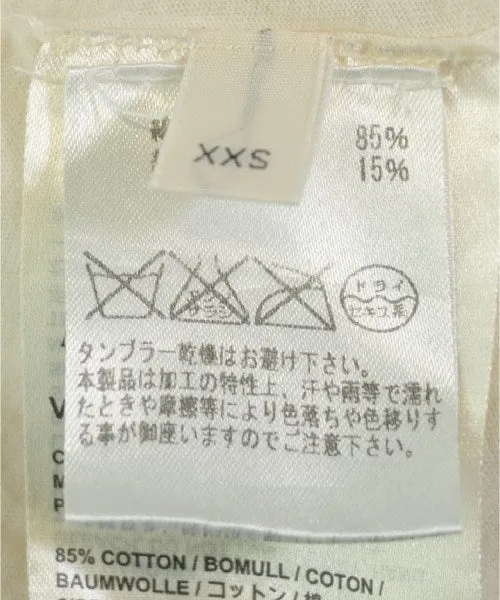 XXS
綿 85%
15%
サラシ
ドライ
セキユ系
タンブラー乾燥はお避け下さい。
本製品は加工の特性上、汗や雨等で濡れ
たときや摩擦等により色落ちや色移りす
る事が御座いますのでご注意下さい。
85% COTTON / BOMULL / COTON /
BAUMWOLLE / コットン / 棉